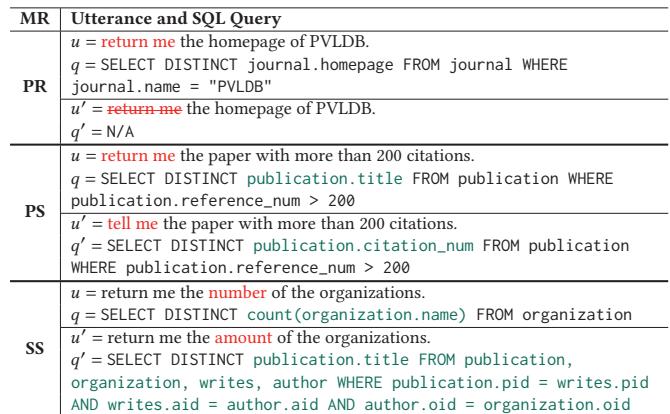 MR Utterance and SQL Query
u = return me the homepage of PVLDB.
q = SELECT DISTINCT journal.homepage FROM journal WHERE
journal.name = "PVLDB"
PR
u′ = return me the homepage of PVLDB.
q′ = N/A
u = return me the paper with more than 200 citations.
q = SELECT DISTINCT publication.title FROM publication WHERE
publication.reference_num > 200
PS
u′ = tell me the paper with more than 200 citations.
q′ = SELECT DISTINCT publication.citation_num FROM publication
WHERE publication.reference_num > 200
u = return me the number of the organizations.
q = SELECT DISTINCT count(organization.name) FROM organization
SS
u′ = return me the amount of the organizations.
q′ = SELECT DISTINCT publication.title FROM publication,
organization, writes, author WHERE publication.pid = writes.pid
AND writes.aid = author.aid AND author.oid = organization.oid